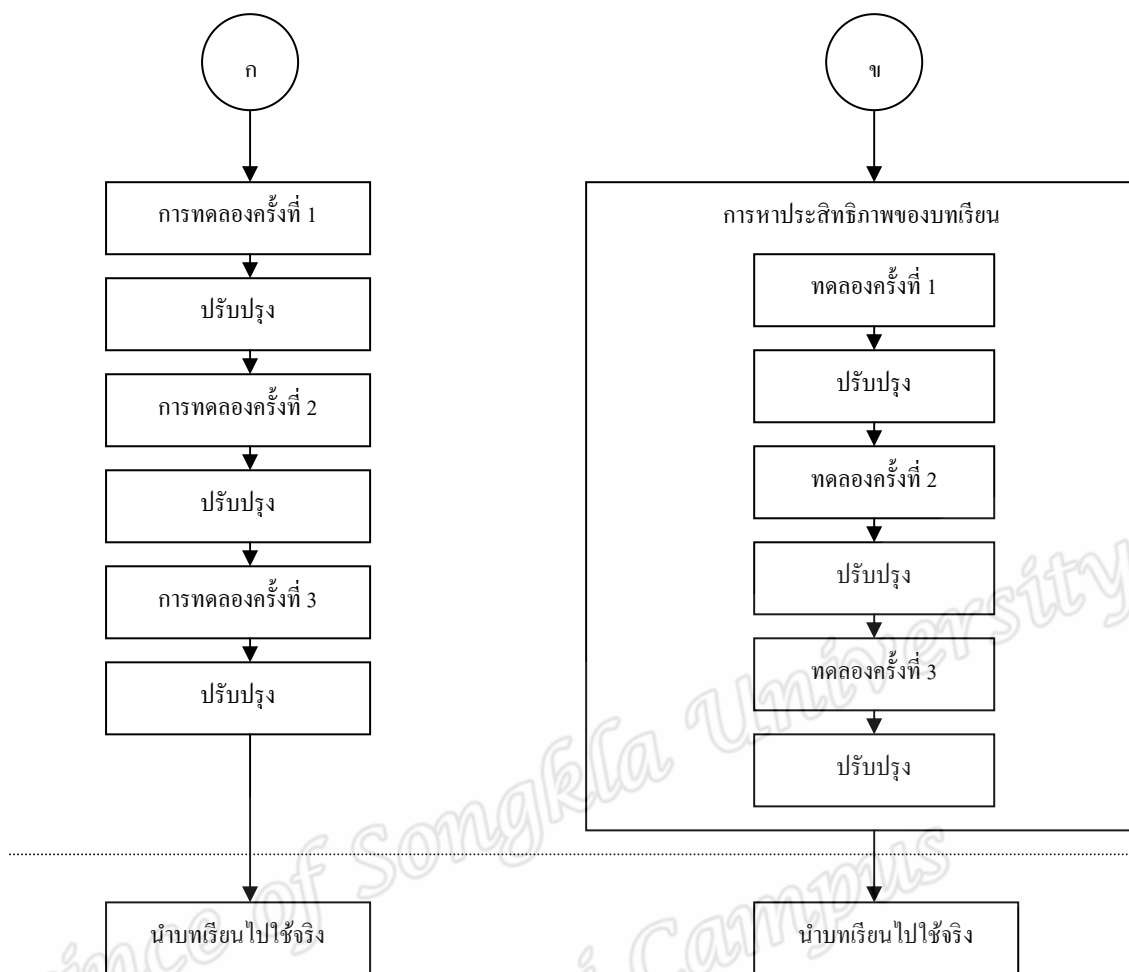 ก
การทดลองครั้งที่ 1
ปรับปรุง
การทดลองครั้งที่ 2
ปรับปรุง
การทดลองครั้งที่ 3
ปรับปรุง
นำบทเรียนไปใช้จริง
ข
การหาประสิทธิภาพของบทเรียน
ทดลองครั้งที่ 1
ปรับปรุง
ทดลองครั้งที่ 2
ปรับปรุง
ทดลองครั้งที่ 3
ปรับปรุง
นำบทเรียนไปใช้จริง
of Songkla University
Campus